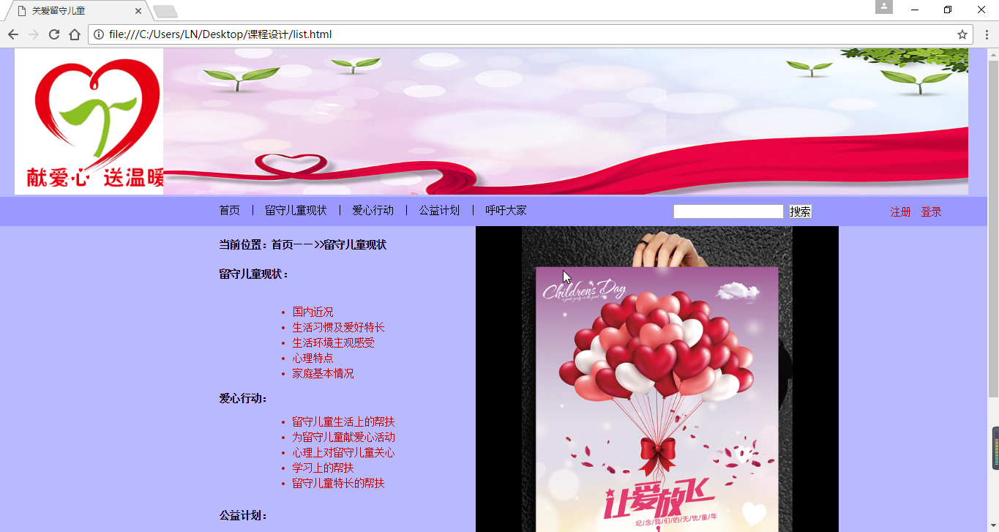 关爱留守儿童
file:///C:/Users/LN/Desktop/课程设计/list.html
献爱心 送温暖
首页 | 留守儿童现状 | 爱心行动 | 公益计划 | 呼吁大家 搜索 注册 登录
当前位置：首页——>>留守儿童现状
留守儿童现状：
• 国内近况
• 生活习惯及爱好特长
• 生活环境主观感受
• 心理特点
• 家庭基本情况
爱心行动：
• 留守儿童生活上的帮扶
• 为留守儿童献爱心活动
• 心理上对留守儿童关心
• 学习上的帮扶
• 留守儿童特长的帮扶
公益计划：
Children's Day
让爱放飞
纪/念/我/们/的/无/忧/童/年